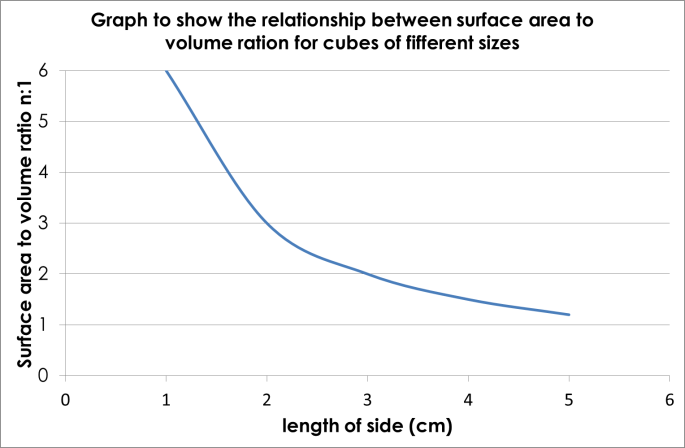 Graph to show the relationship between surface area to
volume ration for cubes of fifferent sizes
Surface area to volume ratio n:1
6
5
4
3
2
1
0
0 1 2 3 4 5 6
length of side (cm)